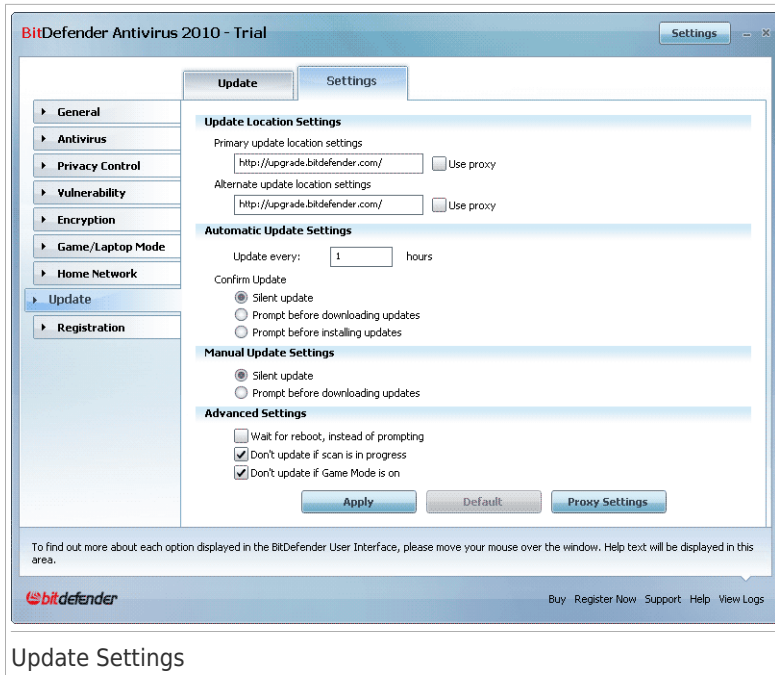 BitDefender Antivirus 2010 - Trial
Settings
Update
Settings
General
Antivirus
Privacy Control
Vulnerability
Encryption
Game/Laptop Mode
Home Network
Update
Registration
Update Location Settings
Primary update location settings
http://upgrade.bitdefender.com/
Use proxy
Alternate update location settings
http://upgrade.bitdefender.com/
Use proxy
Automatic Update Settings
Update every: 1 hours
Confirm Update
Silent update
Prompt before downloading updates
Prompt before installing updates
Manual Update Settings
Silent update
Prompt before downloading updates
Advanced Settings
Wait for reboot, instead of prompting
Don't update if scan is in progress
Don't update if Game Mode is on
Apply
Default
Proxy Settings
To find out more about each option displayed in the BitDefender User Interface, please move your mouse over the window. Help text will be displayed in this
area.
bitdefender
Buy Register Now Support Help View Logs
Update Settings